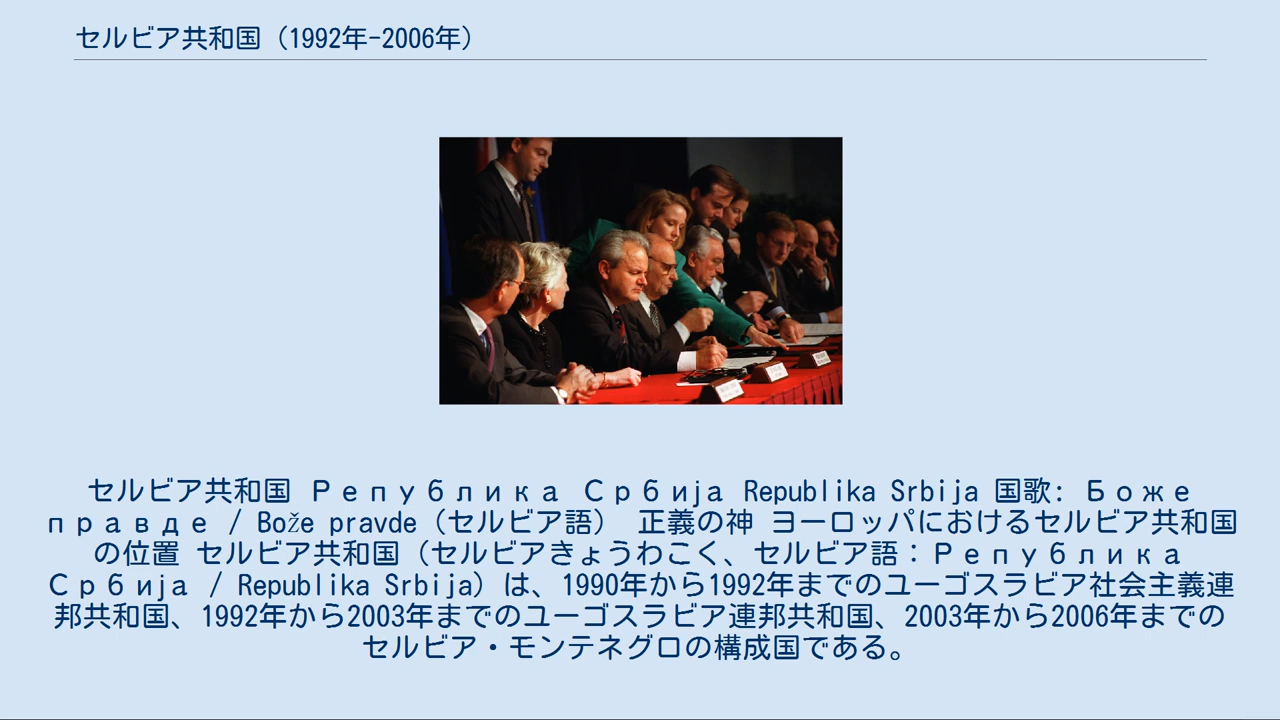 セルビア共和国（1992年-2006年）
セルビア共和国 Република Србија Republika Srbija 国歌: Боже
правде / Bože pravde（セルビア語） 正義の神 ヨーロッパにおけるセルビア共和国
の位置 セルビア共和国（セルビアきょうわこく、セルビア語：Република
Србија / Republika Srbija）は、1990年から1992年までのユーゴスラビア社会主義連
邦共和国、1992年から2003年までのユーゴスラビア連邦共和国、2003年から2006年までの
セルビア・モンテネグロの構成国である。